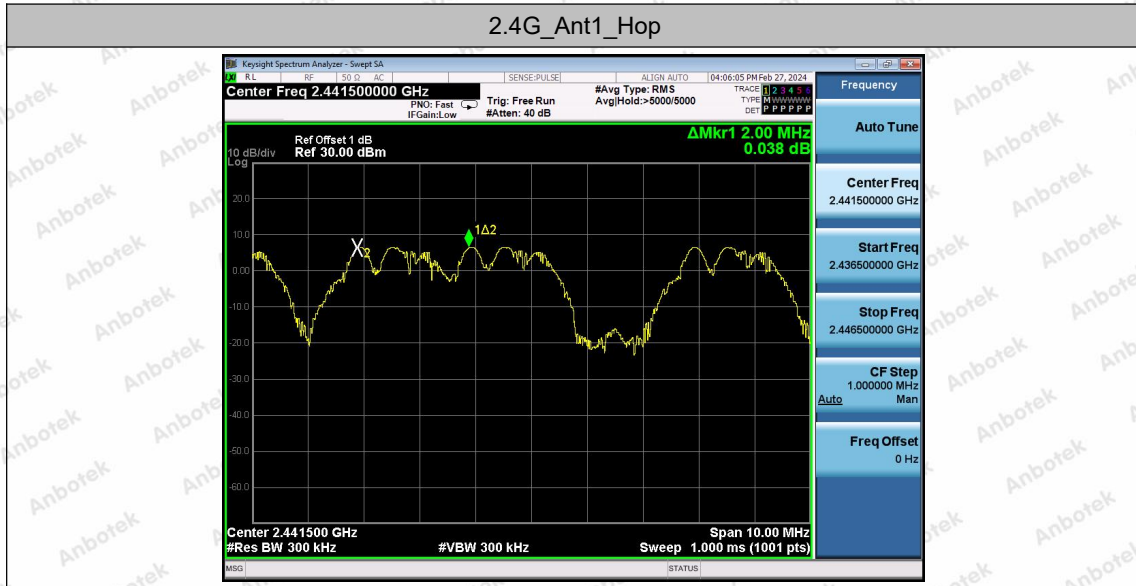 2.4G_Ant1_Hop
Keysight Spectrum Analyzer - Swept SA
LXI RL RF 50 Ω AC SENSE:PULSE ALIGN AUTO 04:06:05 PM Feb 27, 2024
Center Freq 2.441500000 GHz
PNO: Fast
IFGain:Low
Trig: Free Run
#Atten: 40 dB
#Avg Type: RMS
Avg|Hold:>5000/5000
TRACE 1 2 3 4 5 6
TYPE M W W W W W
DET P P P P P P
Ref Offset 1 dB
Ref 30.00 dBm
10 dB/div
Log
ΔMkr1 2.00 MHz
0.038 dB
20.0
10.0
0.00
-10.0
-20.0
-30.0
-40.0
-50.0
-60.0
X2
1Δ2
Center 2.441500 GHz
Span 10.00 MHz
#Res BW 300 kHz
#VBW 300 kHz
Sweep 1.000 ms (1001 pts)
MSG
STATUS
Frequency
Auto Tune
Center Freq
2.441500000 GHz
Start Freq
2.436500000 GHz
Stop Freq
2.446500000 GHz
CF Step
1.000000 MHz
Auto Man
Freq Offset
0 Hz
Anbotek